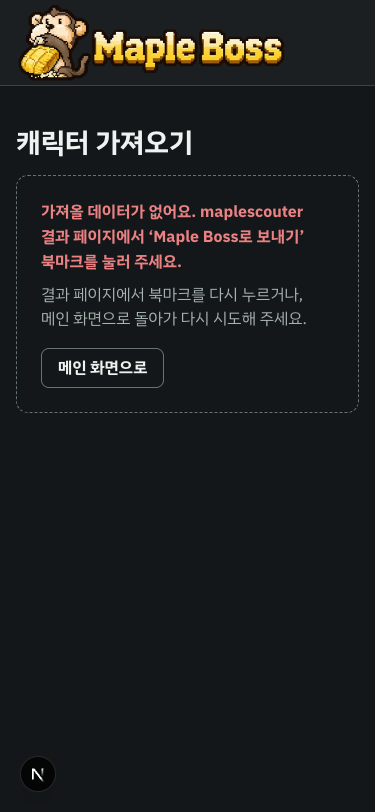 Maple Boss
캐릭터 가져오기
가져올 데이터가 없어요. maplescouter
결과 페이지에서 ‘Maple Boss로 보내기’
북마크를 눌러 주세요.
결과 페이지에서 북마크를 다시 누르거나,
메인 화면으로 돌아가 다시 시도해 주세요.
메인 화면으로
N